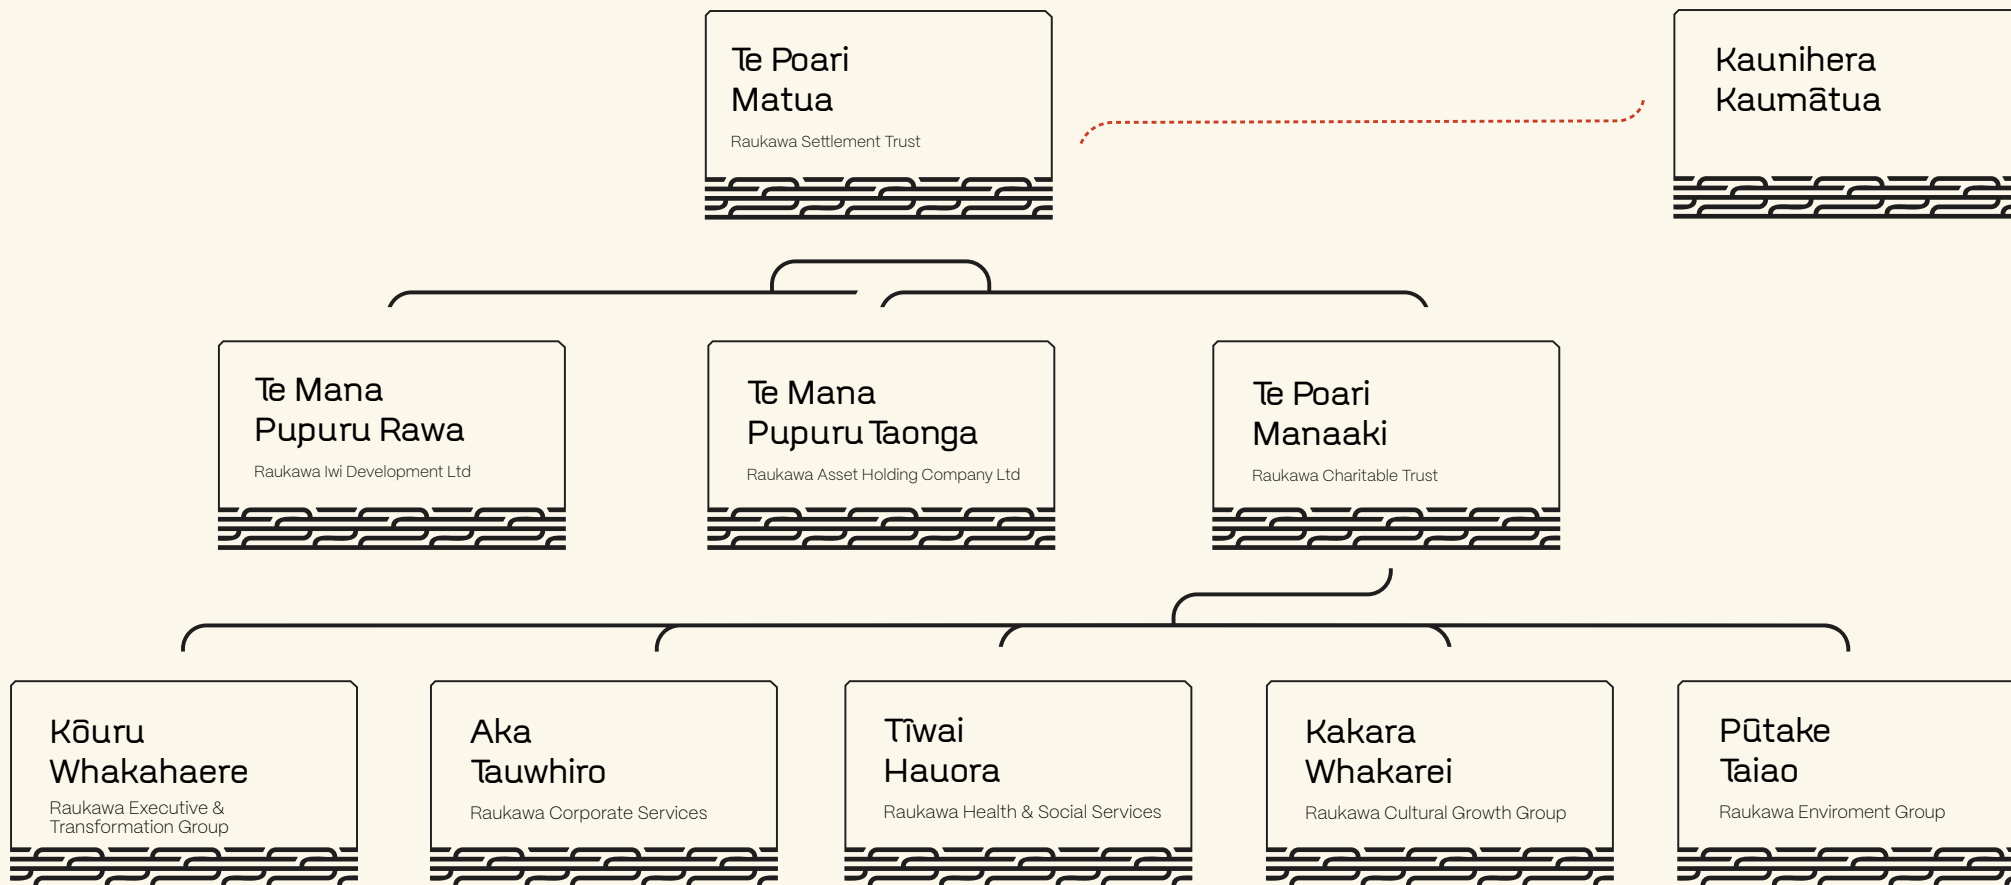 Te Poari
Matua
Raukawa Settlement Trust
Kaunihera
Kaumātua
Te Mana
Pupuru Rawa
Raukawa Iwi Development Ltd
Te Mana
Pupuru Taonga
Raukawa Asset Holding Company Ltd
Te Poari
Manaaki
Raukawa Charitable Trust
Kōuru
Whakahaere
Raukawa Executive &
Transformation Group
Aka
Tauwhiro
Raukawa Corporate Services
Tīwai
Hauora
Raukawa Health & Social Services
Kakara
Whakarei
Raukawa Cultural Growth Group
Pūtake
Taiao
Raukawa Enviroment Group